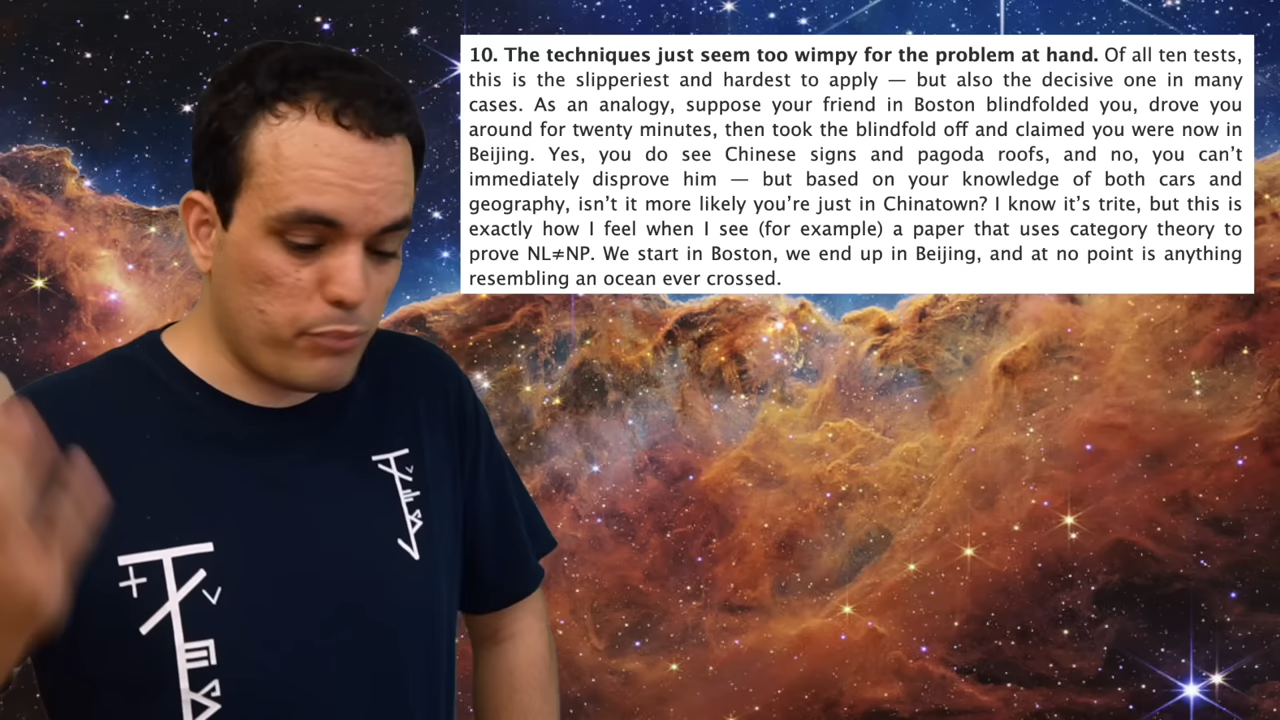 10. The techniques just seem too wimpy for the problem at hand. Of all ten tests,
this is the slipperiest and hardest to apply — but also the decisive one in many
cases. As an analogy, suppose your friend in Boston blindfolded you, drove you
around for twenty minutes, then took the blindfold off and claimed you were now in
Beijing. Yes, you do see Chinese signs and pagoda roofs, and no, you can’t
immediately disprove him — but based on your knowledge of both cars and
geography, isn’t it more likely you’re just in Chinatown? I know it’s trite, but this is
exactly how I feel when I see (for example) a paper that uses category theory to
prove NL≠NP. We start in Boston, we end up in Beijing, and at no point is anything
resembling an ocean ever crossed.